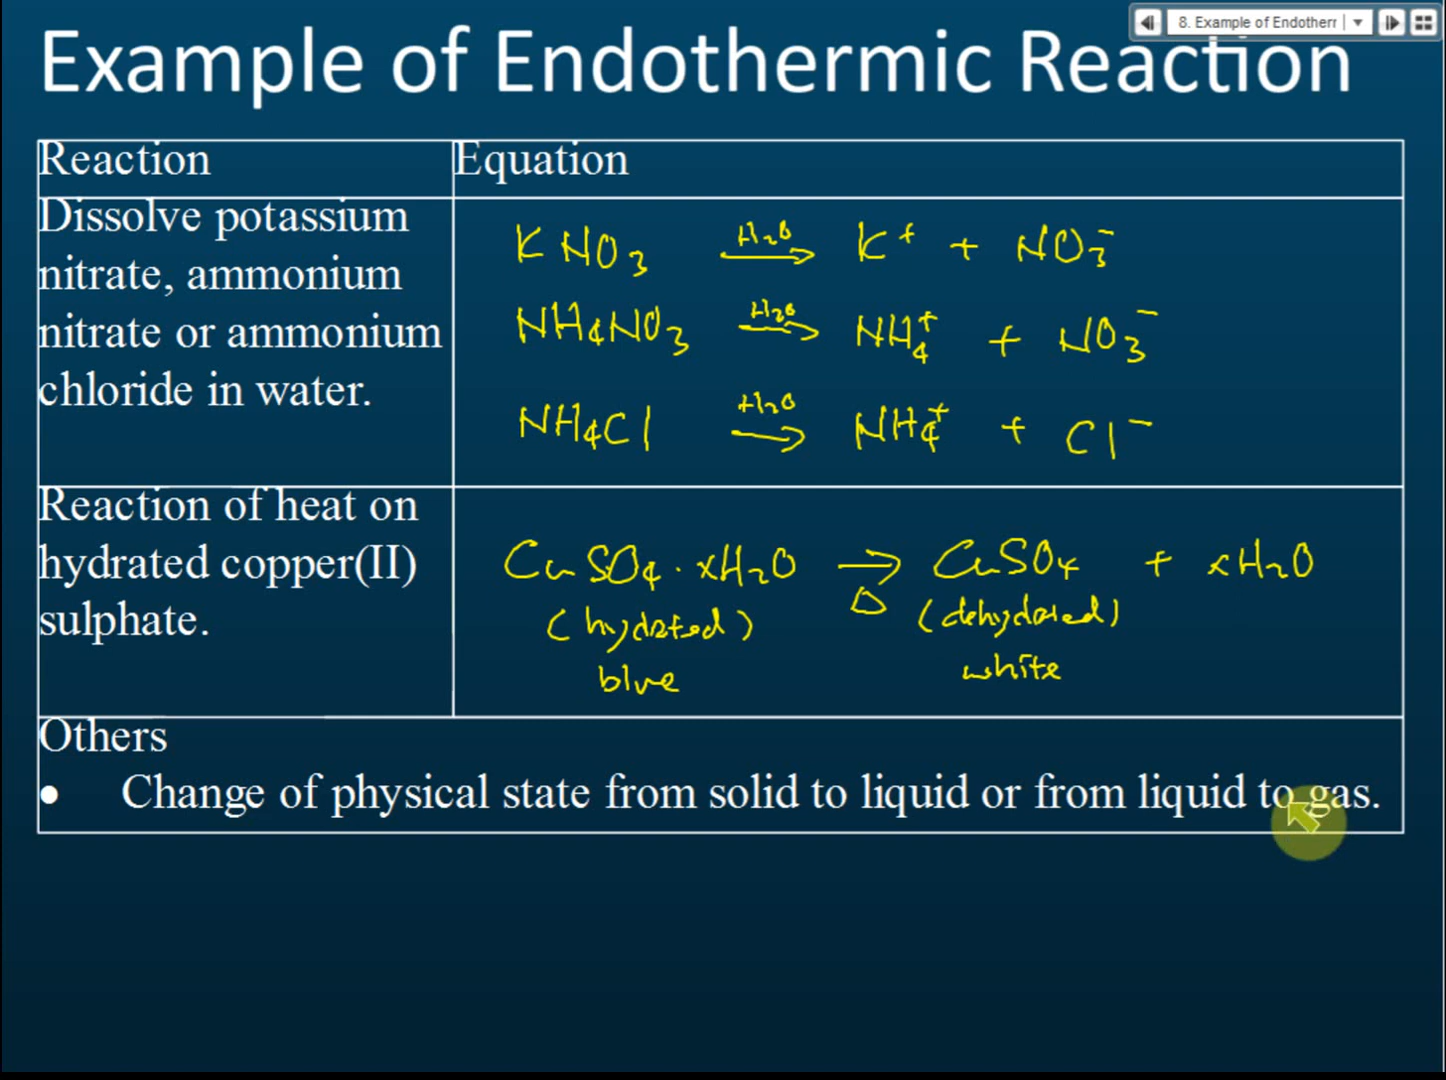 8. Example of Endotherr
Example of Endothermic Reaction
Reaction
Equation
Dissolve potassium
nitrate, ammonium
nitrate or ammonium
chloride in water.
KNO₃ —H₂O→ K⁺ + NO₃⁻
NH₄NO₃ —H₂O→ NH₄⁺ + NO₃⁻
NH₄Cl —H₂O→ NH₄⁺ + Cl⁻
Reaction of heat on
hydrated copper(II)
sulphate.
CuSO₄·xH₂O →Δ CuSO₄ + xH₂O
(hydrated) (dehydrated)
blue white
Others
• Change of physical state from solid to liquid or from liquid to gas.